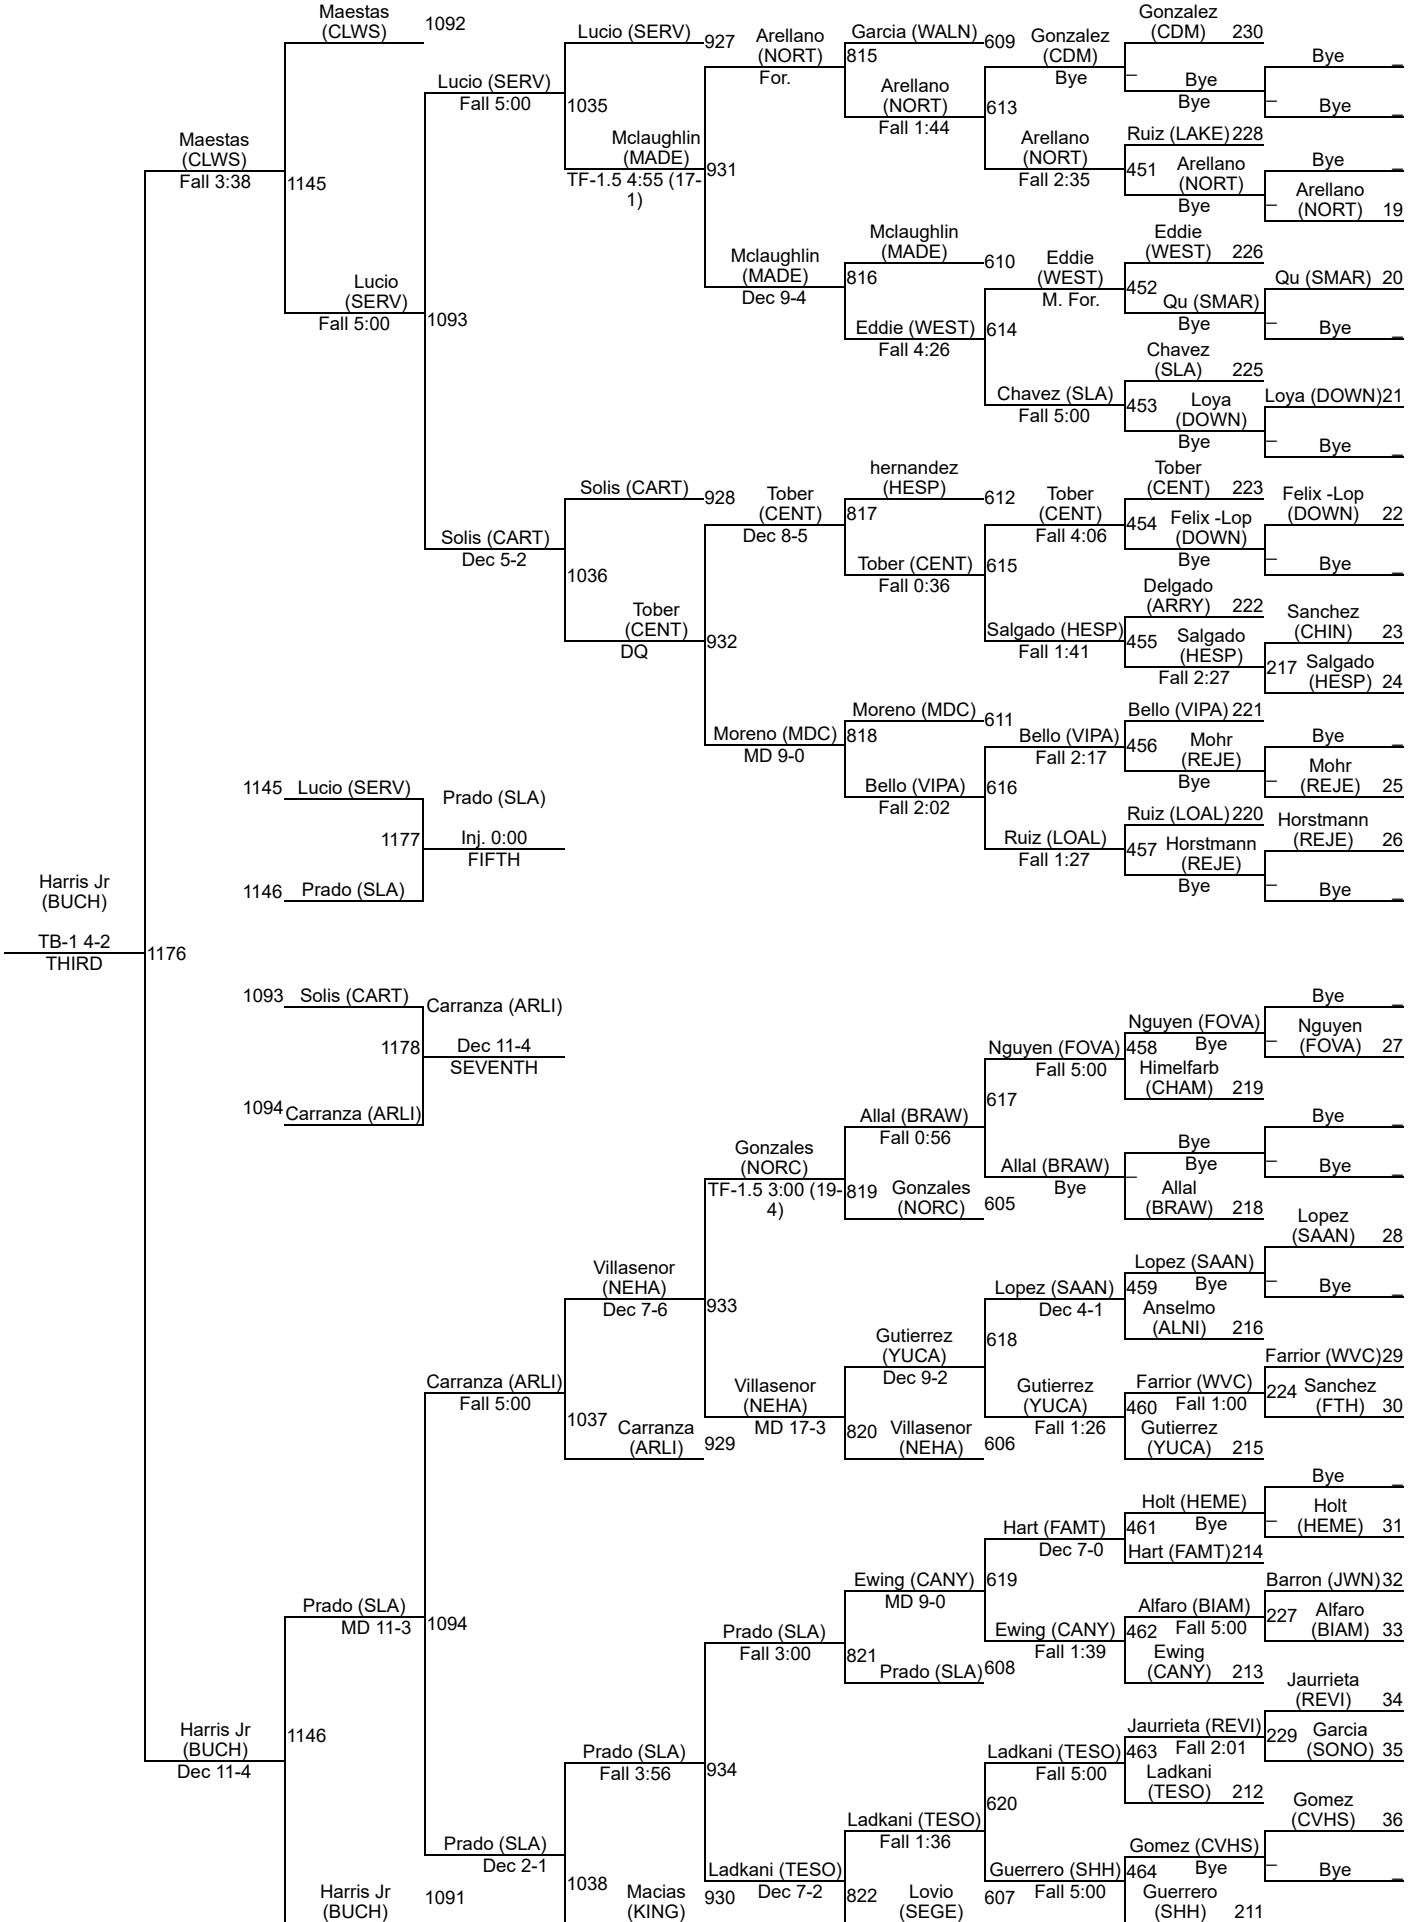 Maestas
(CLWS)
1092
Lucio (SERV)
927
Arellano
(NORT)
For.
Garcia (WALN)
609
815
Gonzalez
(CDM)
Bye
Gonzalez
(CDM) 230
_
Bye
Bye
Bye _
_
Bye _
Lucio (SERV)
Fall 5:00
1035
Arellano
(NORT)
Fall 1:44
613
Maestas
(CLWS)
Fall 3:38
1145
Mclaughlin
(MADE)
TF-1.5 4:55 (17-
1)
931
Arellano
(NORT)
Fall 2:35
Ruiz (LAKE) 228
451
Arellano
(NORT)
Bye
Bye _
_
Arellano
(NORT) 19
Mclaughlin
(MADE)
Dec 9-4
Mclaughlin
(MADE)
610
816
Eddie
(WEST)
M. For.
Eddie
(WEST) 226
452
Qu (SMAR)
Bye
Qu (SMAR) 20
_
Bye _
Lucio
(SERV)
Fall 5:00
1093
Eddie (WEST)
Fall 4:26
614
Chavez (SLA)
Fall 5:00
Chavez
(SLA) 225
453
Loya
(DOWN)
Bye
Loya (DOWN) 21
_
Bye _
Solis (CART)
Dec 5-2
Solis (CART)
928
1036
Tober
(CENT)
Dec 8-5
hernandez
(HESP)
612
817
Tober
(CENT)
Fall 4:06
Tober
(CENT) 223
454
Felix -Lop
(DOWN)
Bye
Felix -Lop
(DOWN) 22
_
Bye _
Tober (CENT)
Fall 0:36
615
Tober
(CENT)
DQ
932
Salgado (HESP)
Fall 1:41
Delgado
(ARRY) 222
455
Salgado
(HESP)
Fall 2:27
Sanchez
(CHIN) 23
217
Salgado
(HESP) 24
Moreno (MDC)
MD 9-0
Moreno (MDC)
611
818
Bello (VIPA)
Fall 2:17
Bello (VIPA) 221
456
Mohr
(REJE)
Bye
Bye _
_
Mohr
(REJE) 25
Bello (VIPA)
Fall 2:02
616
Ruiz (LOAL)
Fall 1:27
Ruiz (LOAL) 220
457
Horstmann
(REJE)
Bye
Horstmann
(REJE) 26
_
Bye _
1145 Lucio (SERV)
1177
Prado (SLA)
Inj. 0:00
FIFTH
1146 Prado (SLA)
Harris Jr
(BUCH)
TB-1 4-2
THIRD
1176
1093 Solis (CART)
1178
Carranza (ARLI)
Dec 11-4
SEVENTH
1094 Carranza (ARLI)
Nguyen (FOVA)
Fall 5:00
Nguyen (FOVA)
458
Bye
Himelfarb
(CHAM) 219
Bye _
_
Nguyen
(FOVA) 27
617
Allal (BRAW)
Fall 0:56
Allal (BRAW)
Bye
Bye
_
Bye
Allal
(BRAW) 218
Bye _
_
Bye _
Gonzales
(NORC)
TF-1.5 3:00 (19-
4)
819
Gonzales
(NORC)
605
Villasenor
(NEHA)
Dec 7-6
933
Lopez (SAAN)
Dec 4-1
Lopez (SAAN)
459
Bye
Anselmo
(ALNI) 216
Lopez
(SAAN) 28
_
Bye _
Gutierrez
(YUCA)
Dec 9-2
618
Gutierrez
(YUCA)
Fall 1:26
Farrior (WVC)
460
Fall 1:00
Gutierrez
(YUCA) 215
Farrior (WVC) 29
224
Sanchez
(FTH) 30
Carranza (ARLI)
Fall 5:00
Villasenor
(NEHA)
MD 17-3
820
Villasenor
(NEHA)
606
1037
Carranza
(ARLI)
929
Hart (FAMT)
Dec 7-0
Holt (HEME)
461
Bye
Hart (FAMT) 214
Bye _
_
Holt
(HEME) 31
Ewing (CANY)
MD 9-0
619
Ewing (CANY)
Fall 1:39
Alfaro (BIAM)
462
Fall 5:00
Ewing
(CANY) 213
Barron (JWN) 32
227
Alfaro
(BIAM) 33
Prado (SLA)
MD 11-3
1094
Prado (SLA)
Fall 3:00
821
Prado (SLA)
608
Harris Jr
(BUCH)
Dec 11-4
1146
Prado (SLA)
Fall 3:56
934
Ladkani (TESO)
Fall 5:00
Jaurrieta (REVI)
463
Fall 2:01
Ladkani
(TESO) 212
Jaurrieta
(REVI) 34
229
Garcia
(SONO) 35
Ladkani (TESO)
Fall 1:36
620
Guerrero (SHH)
Fall 5:00
Gomez (CVHS)
464
Bye
Guerrero
(SHH) 211
Gomez
(CVHS) 36
_
Bye _
Prado (SLA)
Dec 2-1
Harris Jr
(BUCH)
1091
1038
Macias
(KING)
930
Ladkani (TESO)
Dec 7-2
822
Lovio
(SEGE)
607